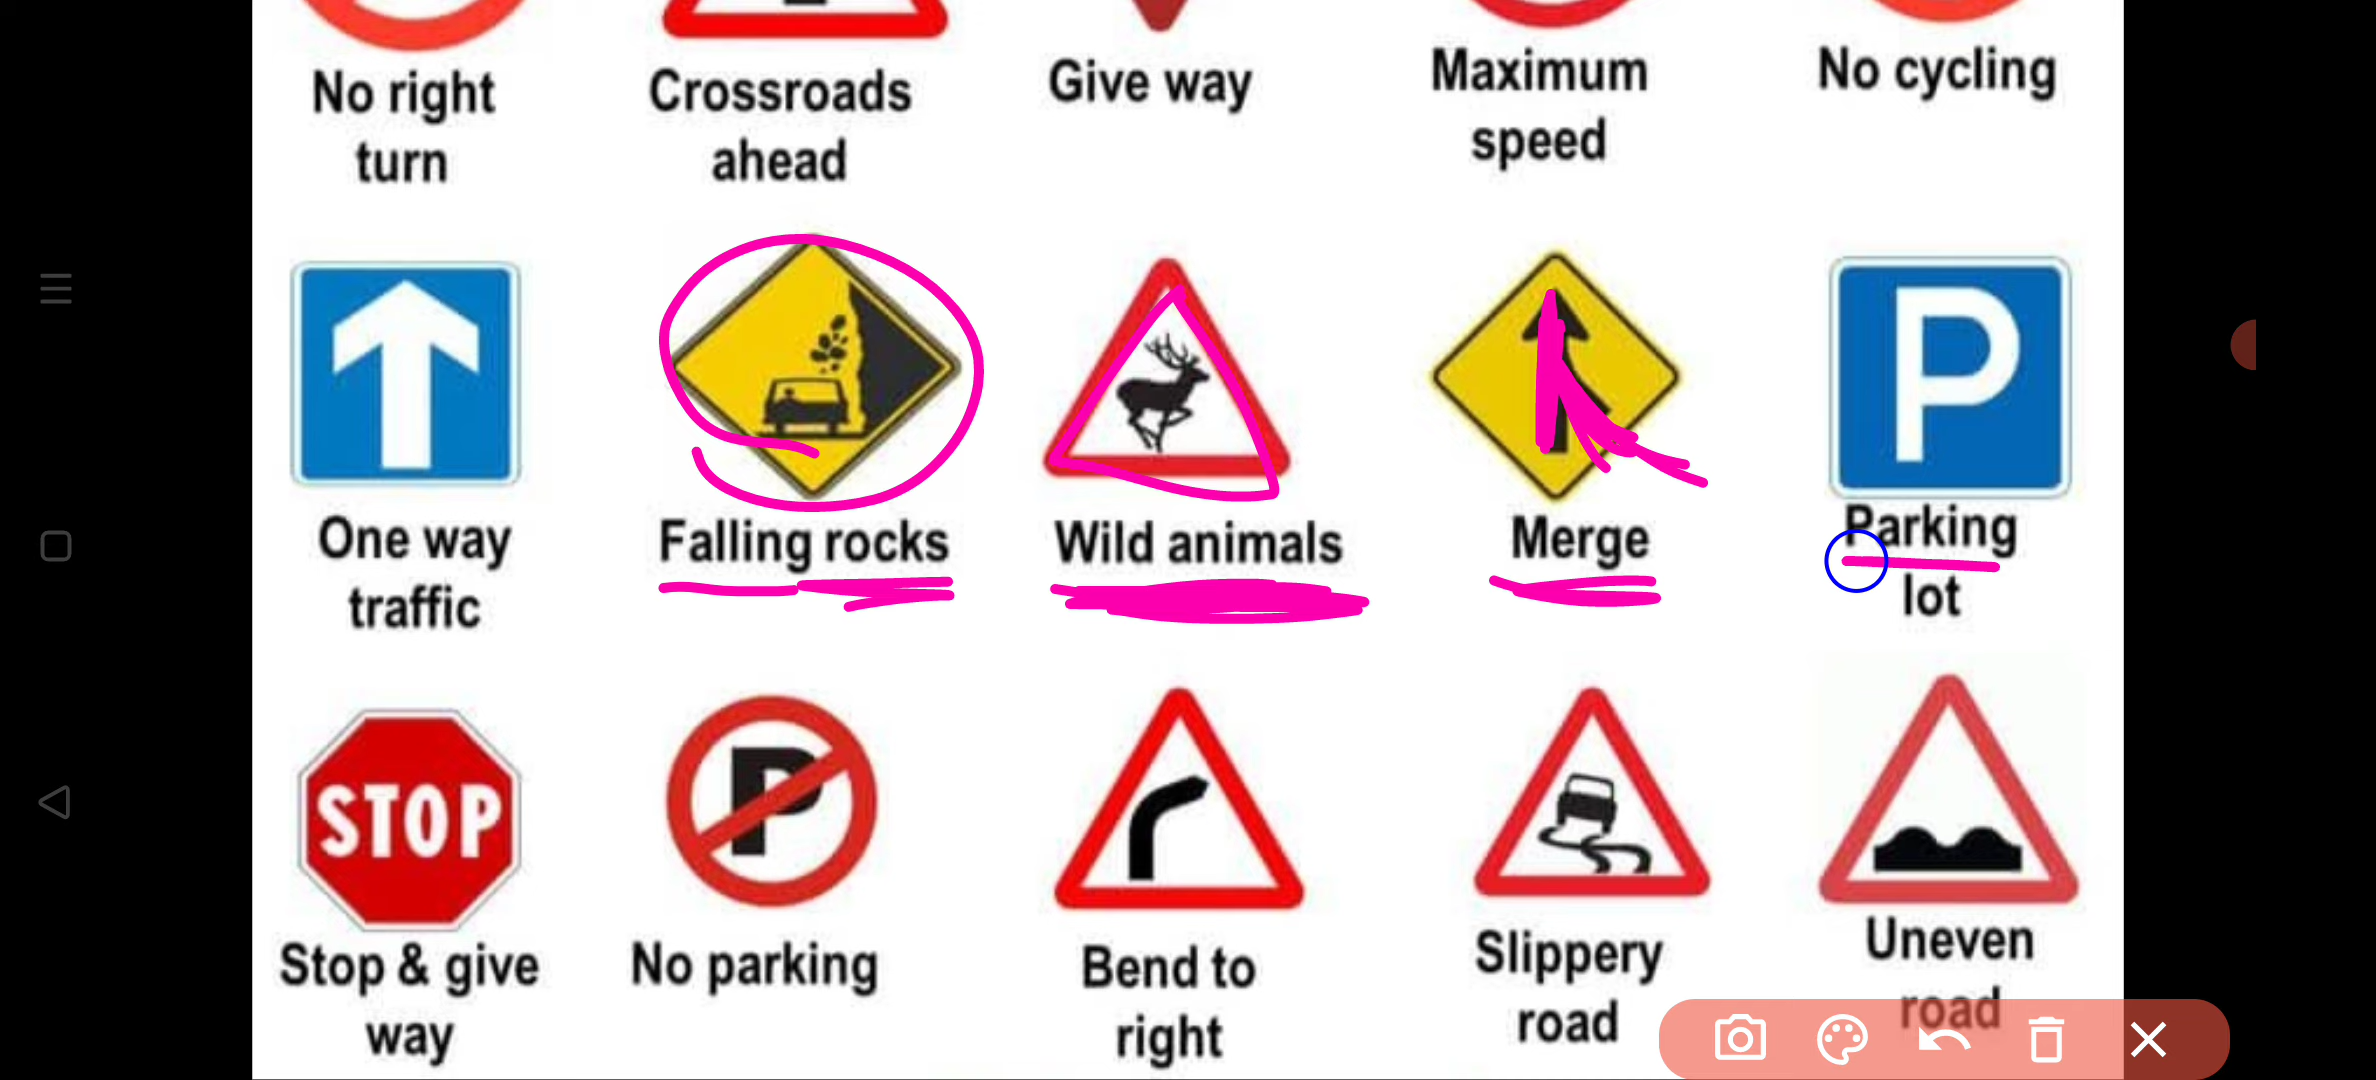 No right
turn
Crossroads
ahead
Give way
Maximum
speed
No cycling
P
One way
traffic
Falling rocks
Wild animals
Merge
Parking
lot
STOP
P
Stop & give
way
No parking
Bend to
right
Slippery
road
Uneven
road